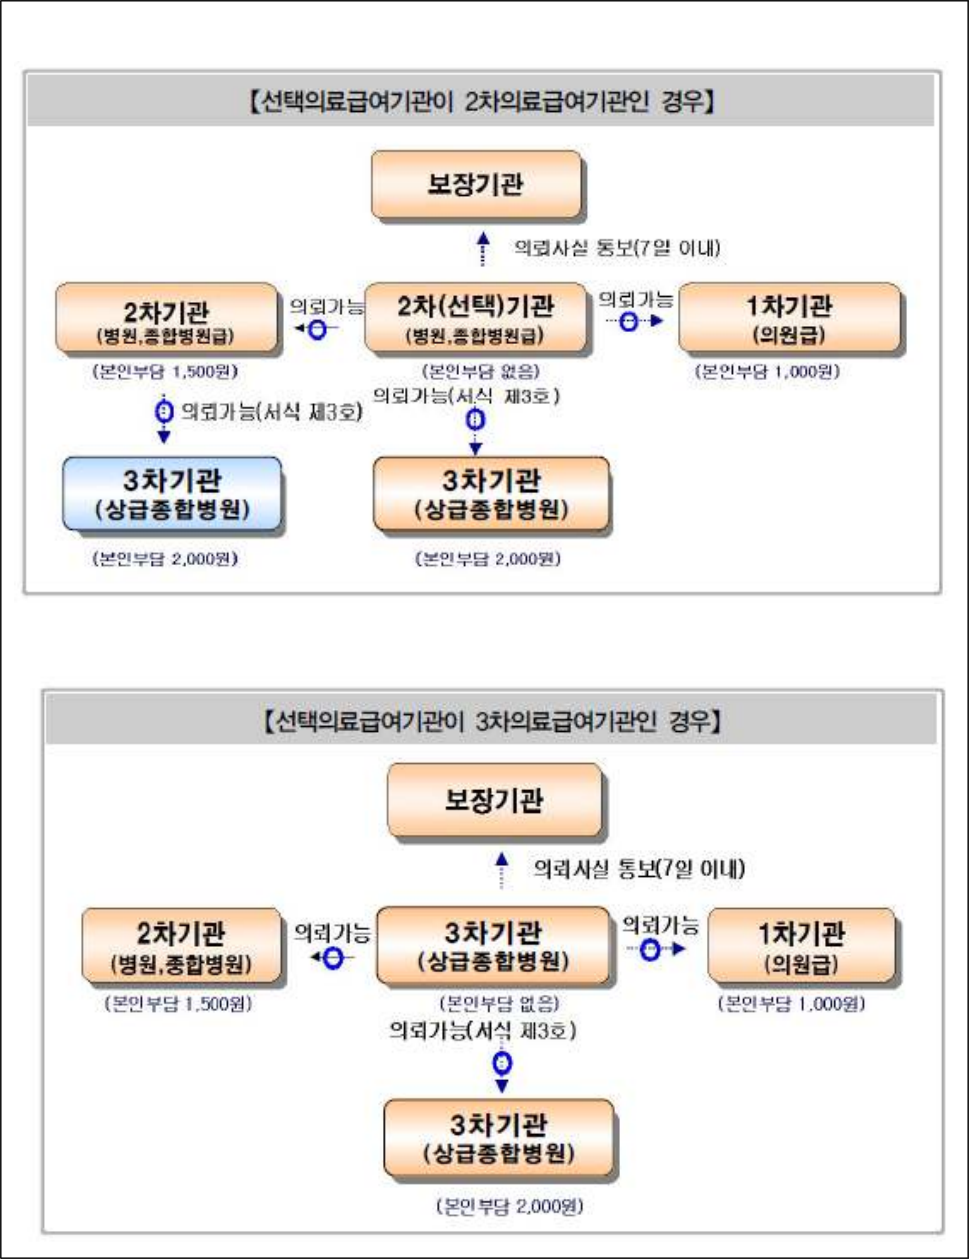 【선택의료급여기관이 2차의료급여기관인 경우】
보장기관
의뢰사실 통보(7일 이내)
2차기관
(병원,종합병원급)
(본인부담 1,500원)
의뢰가능
2차(선택)기관
(병원,종합병원급)
(본인부담 없음)
의뢰가능
1차기관
(의원급)
(본인부담 1,000원)
의뢰가능(서식 제3호)
의뢰가능(서식 제3호)
3차기관
(상급종합병원)
(본인부담 2,000원)
3차기관
(상급종합병원)
(본인부담 2,000원)
【선택의료급여기관이 3차의료급여기관인 경우】
보장기관
의뢰사실 통보(7일 이내)
2차기관
(병원,종합병원)
(본인부담 1,500원)
의뢰가능
3차기관
(상급종합병원)
(본인부담 없음)
의뢰가능
1차기관
(의원급)
(본인부담 1,000원)
의뢰가능(서식 제3호)
3차기관
(상급종합병원)
(본인부담 2,000원)